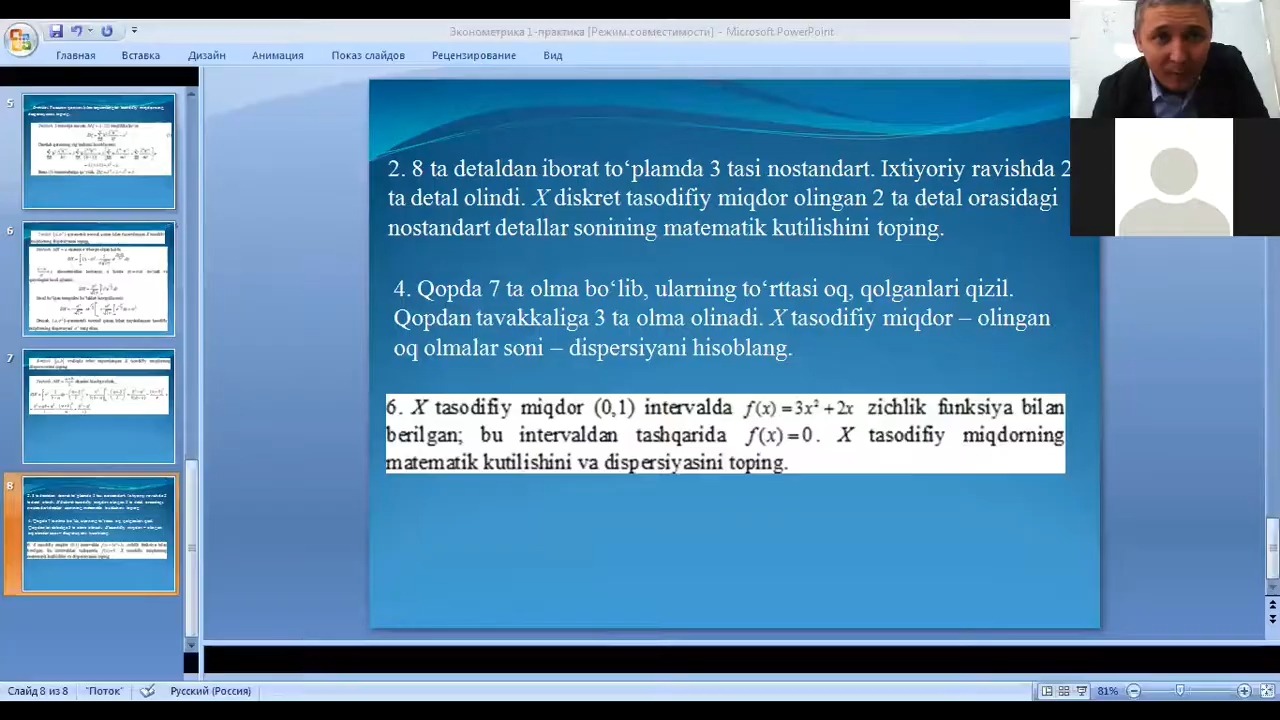 Эконометрика 1-практика [Режим совместимости] - Microsoft PowerPoint
Главная Вставка Дизайн Анимация Показ слайдов Рецензирование Вид
5
6
7
8
2. 8 ta detaldan iborat to‘plamda 3 tasi nostandart. Ixtiyoriy ravishda 2
ta detal olindi. X diskret tasodifiy miqdor olingan 2 ta detal orasidagi
nostandart detallar sonining matematik kutilishini toping.
4. Qopda 7 ta olma bo‘lib, ularning to‘rttasi oq, qolganlari qizil.
Qopdan tavakkaliga 3 ta olma olinadi. X tasodifiy miqdor – olingan
oq olmalar soni – dispersiyani hisoblang.
6. X tasodifiy miqdor (0,1) intervalda f(x)=3x²+2x zichlik funksiya bilan
berilgan; bu intervaldan tashqarida f(x)=0. X tasodifiy miqdorning
matematik kutilishini va dispersiyasini toping.
Слайд 8 из 8 "Поток" Русский (Россия) 81%